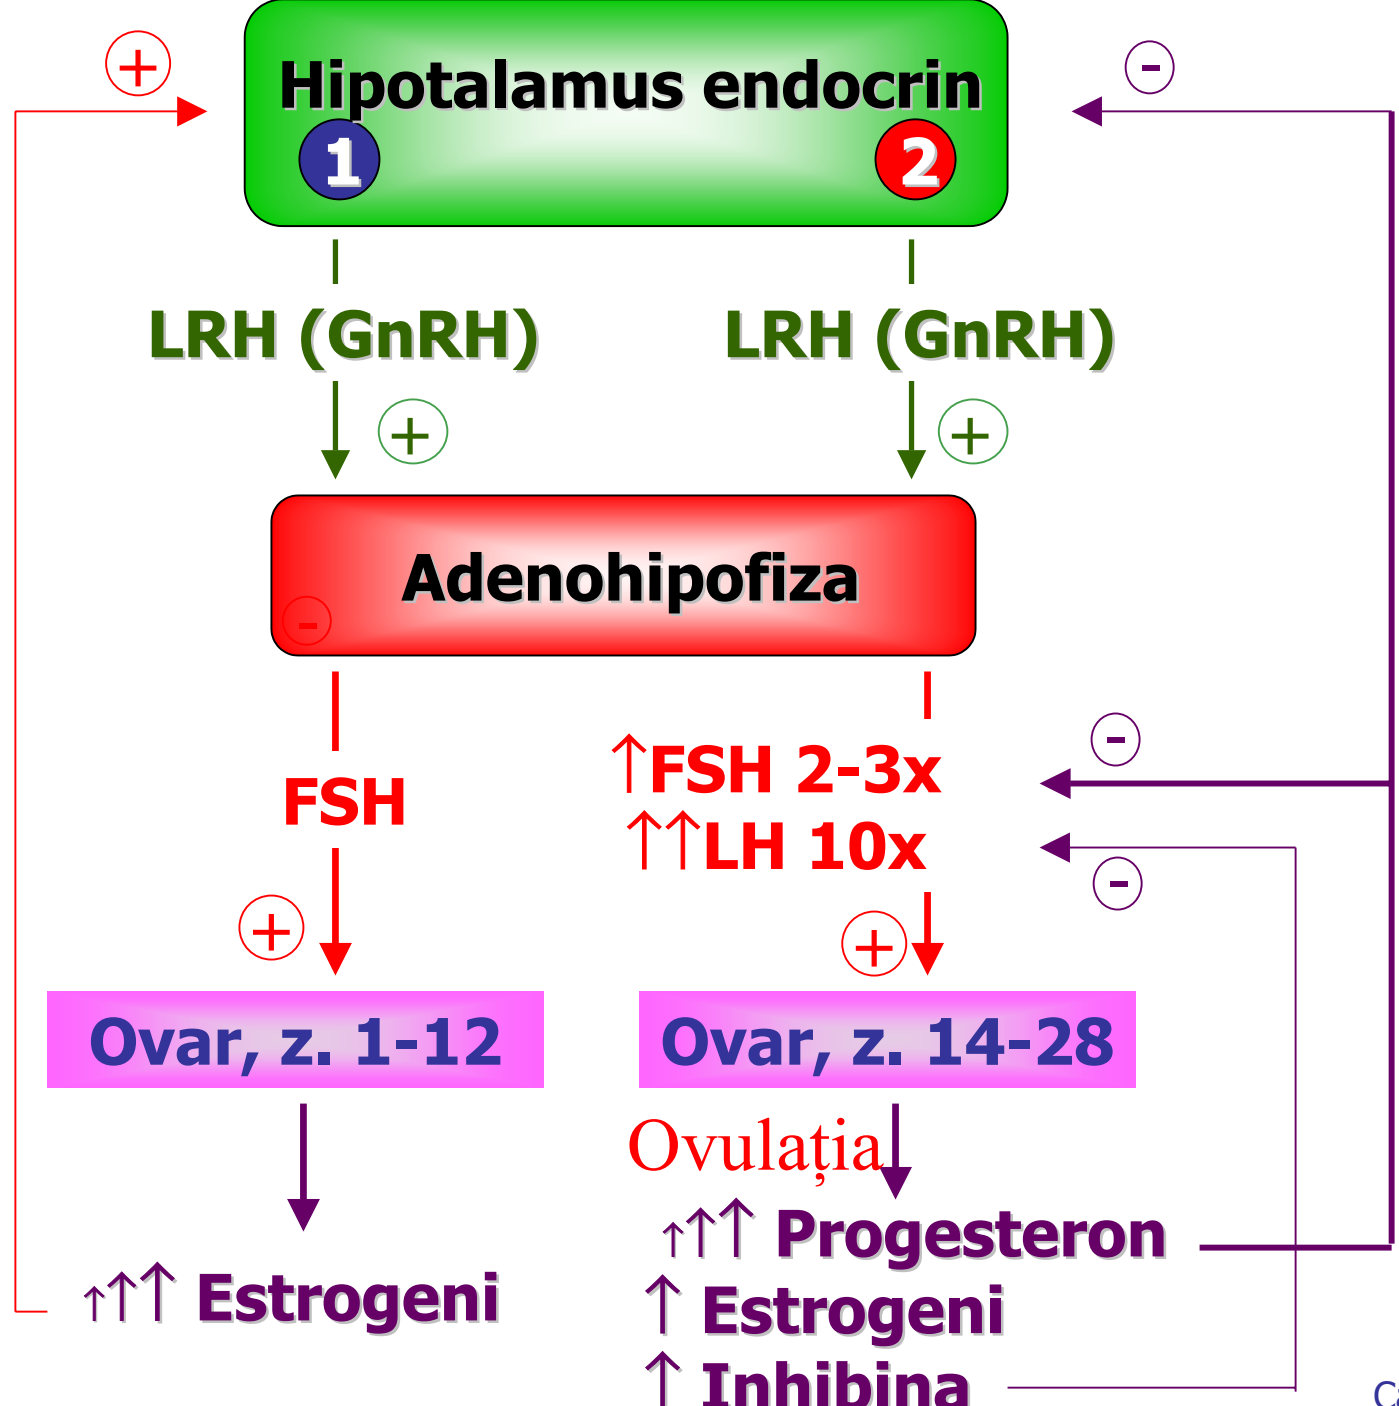 +
-
Hipotalamus endocrin
1
2
LRH (GnRH)
LRH (GnRH)
+
+
Adenohipofiza
-
FSH
↑FSH 2-3x
↑↑LH 10x
-
-
+
+
Ovar, z. 1-12
Ovar, z. 14-28
Ovulația
↑↑↑ Progesteron
↑↑↑ Estrogeni
↑ Estrogeni
↑ Inhibina